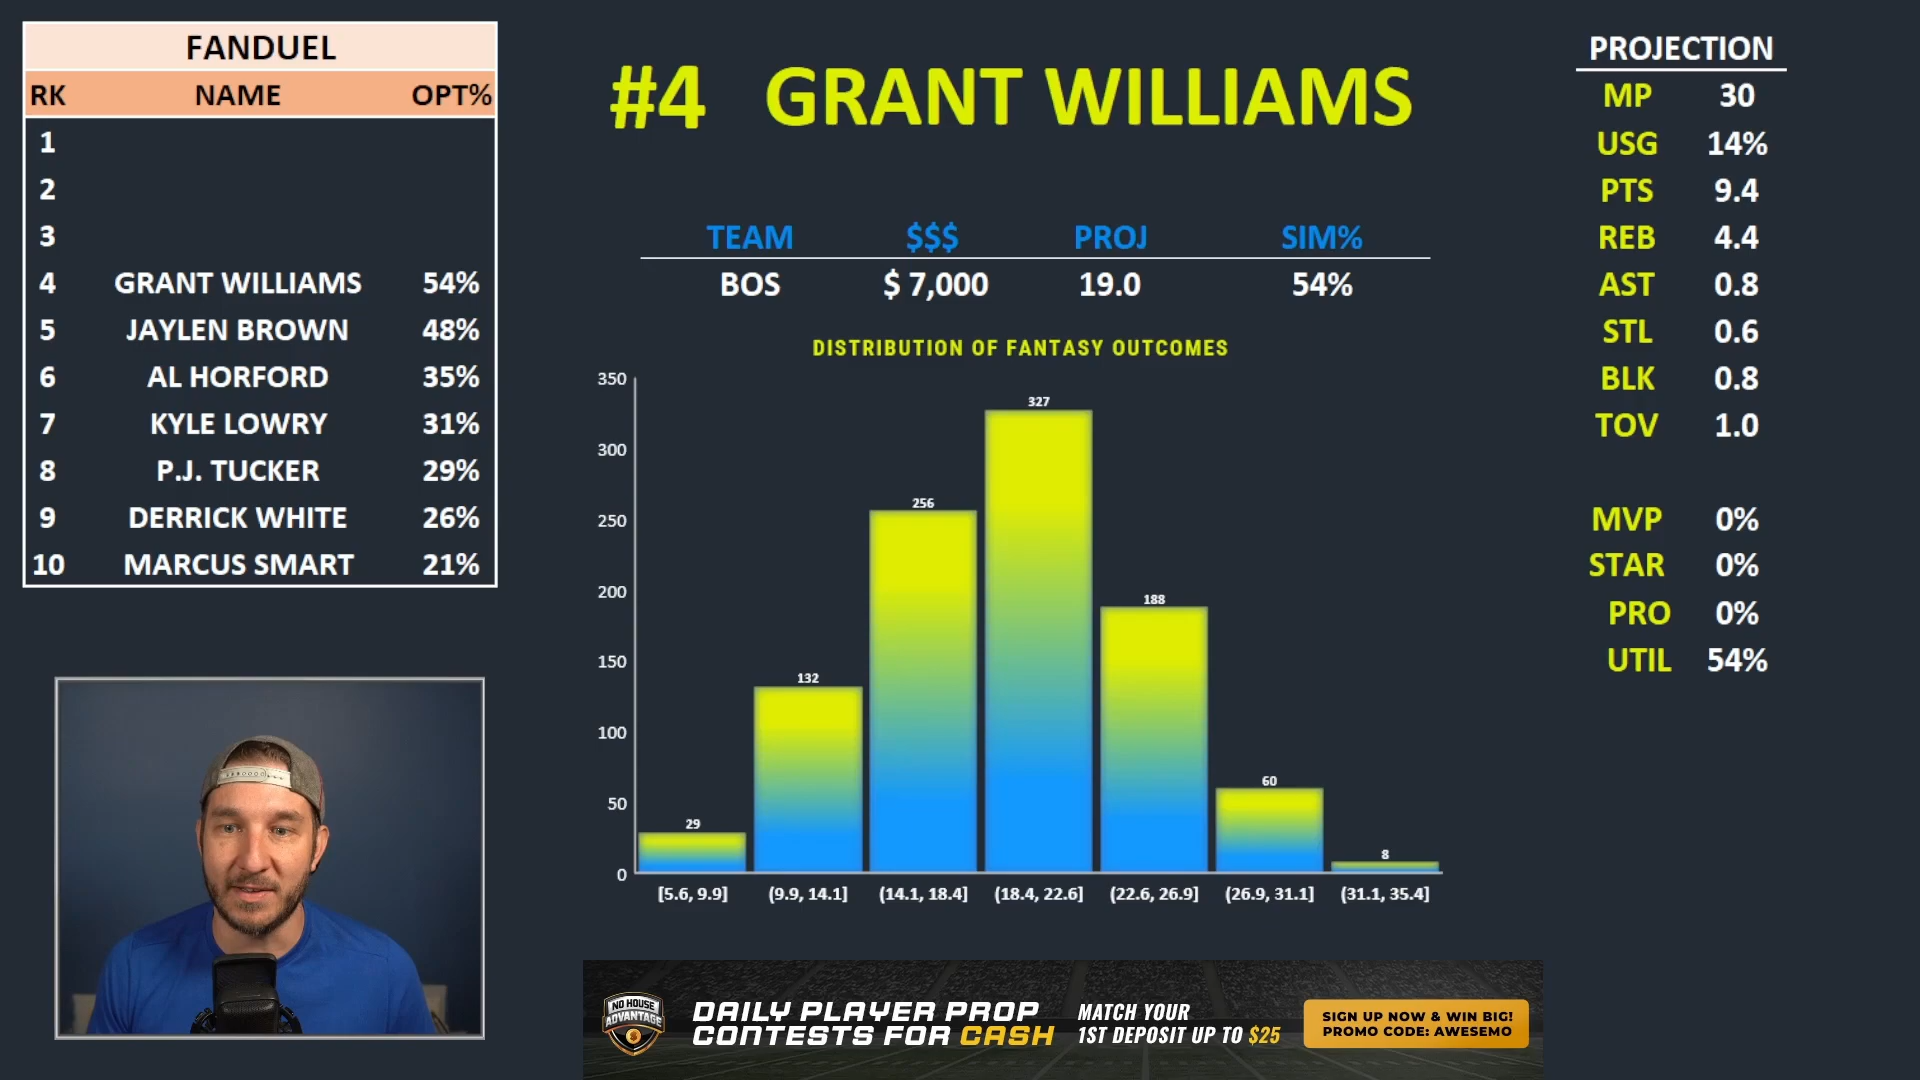 FANDUEL
RK NAME OPT%
1
2
3
4 GRANT WILLIAMS 54%
5 JAYLEN BROWN 48%
6 AL HORFORD 35%
7 KYLE LOWRY 31%
8 P.J. TUCKER 29%
9 DERRICK WHITE 26%
10 MARCUS SMART 21%
#4 GRANT WILLIAMS
TEAM $$$ PROJ SIM%
BOS $ 7,000 19.0 54%
DISTRIBUTION OF FANTASY OUTCOMES
350
300
250
200
150
100
50
0
29
132
256
327
188
60
8
[5.6, 9.9] (9.9, 14.1] (14.1, 18.4] (18.4, 22.6] (22.6, 26.9] (26.9, 31.1] (31.1, 35.4]
PROJECTION
MP 30
USG 14%
PTS 9.4
REB 4.4
AST 0.8
STL 0.6
BLK 0.8
TOV 1.0
MVP 0%
STAR 0%
PRO 0%
UTIL 54%
NO HOUSE
ADVANTAGE
DAILY PLAYER PROP
CONTESTS FOR CASH
MATCH YOUR
1ST DEPOSIT UP TO $25
SIGN UP NOW & WIN BIG!
PROMO CODE: AWESEMO